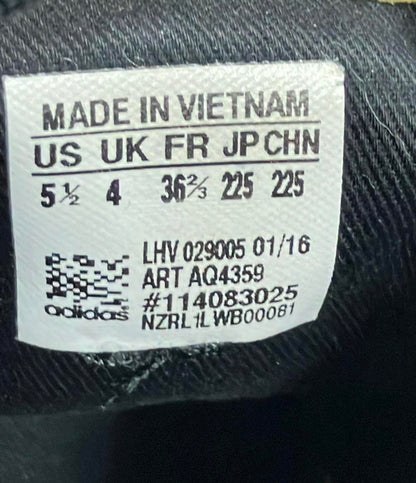 MADE IN VIETNAM
US UK FR JP CHN
5½ 4 36⅔ 225 225
LHV 029005 01/16
ART AQ4359
#114083025
adidas NZRL1LWB00081